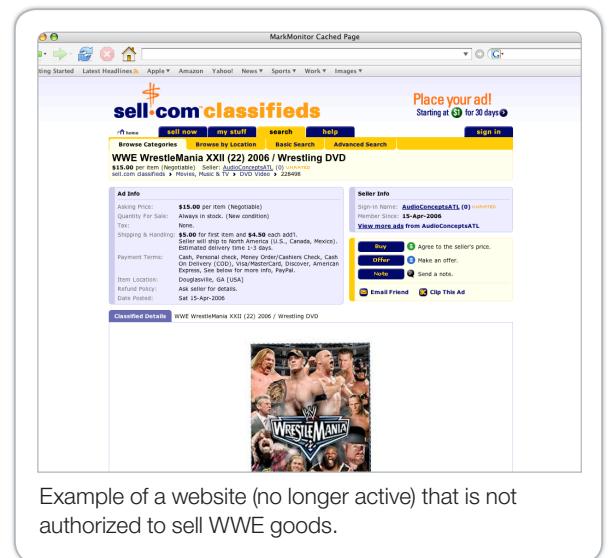 MarkMonitor Cached Page
ting Started Latest Headlines Apple Amazon Yahoo! News Sports Work Images
sell.com classifieds
Place your ad!
Starting at $1 for 30 days
home sell now my stuff search help sign in
Browse Categories Browse by Location Basic Search Advanced Search
WWE WrestleMania XXII (22) 2006 / Wrestling DVD
$15.00 per item (Negotiable) Seller: AudioConceptsATL (0) UNRATED
sell.com classifieds > Movies, Music & TV > DVD Video > 228498
Ad Info
Asking Price: $15.00 per item (Negotiable)
Quantity For Sale: Always in stock. (New condition)
Tax: None.
Shipping & Handling: $5.00 for first item and $4.50 each add'l.
Seller will ship to North America (U.S., Canada, Mexico).
Estimated delivery time 1-3 days.
Payment Terms: Cash, Personal check, Money Order/Cashiers Check, Cash
On Delivery (COD), Visa/MasterCard, Discover, American
Express, See below for more info, PayPal.
Item Location: Douglasville, GA [USA]
Refund Policy: Ask seller for details.
Date Posted: Sat 15-Apr-2006
Seller Info
Sign-in Name: AudioConceptsATL (0) UNRATED
Member Since: 15-Apr-2006
View more ads from AudioConceptsATL
Buy $ Agree to the seller's price.
Offer Make an offer.
Note Send a note.
Email Friend Clip This Ad
Classified Details WWE WrestleMania XXII (22) 2006 / Wrestling DVD
WRESTLEMANIA
Example of a website (no longer active) that is not
authorized to sell WWE goods.